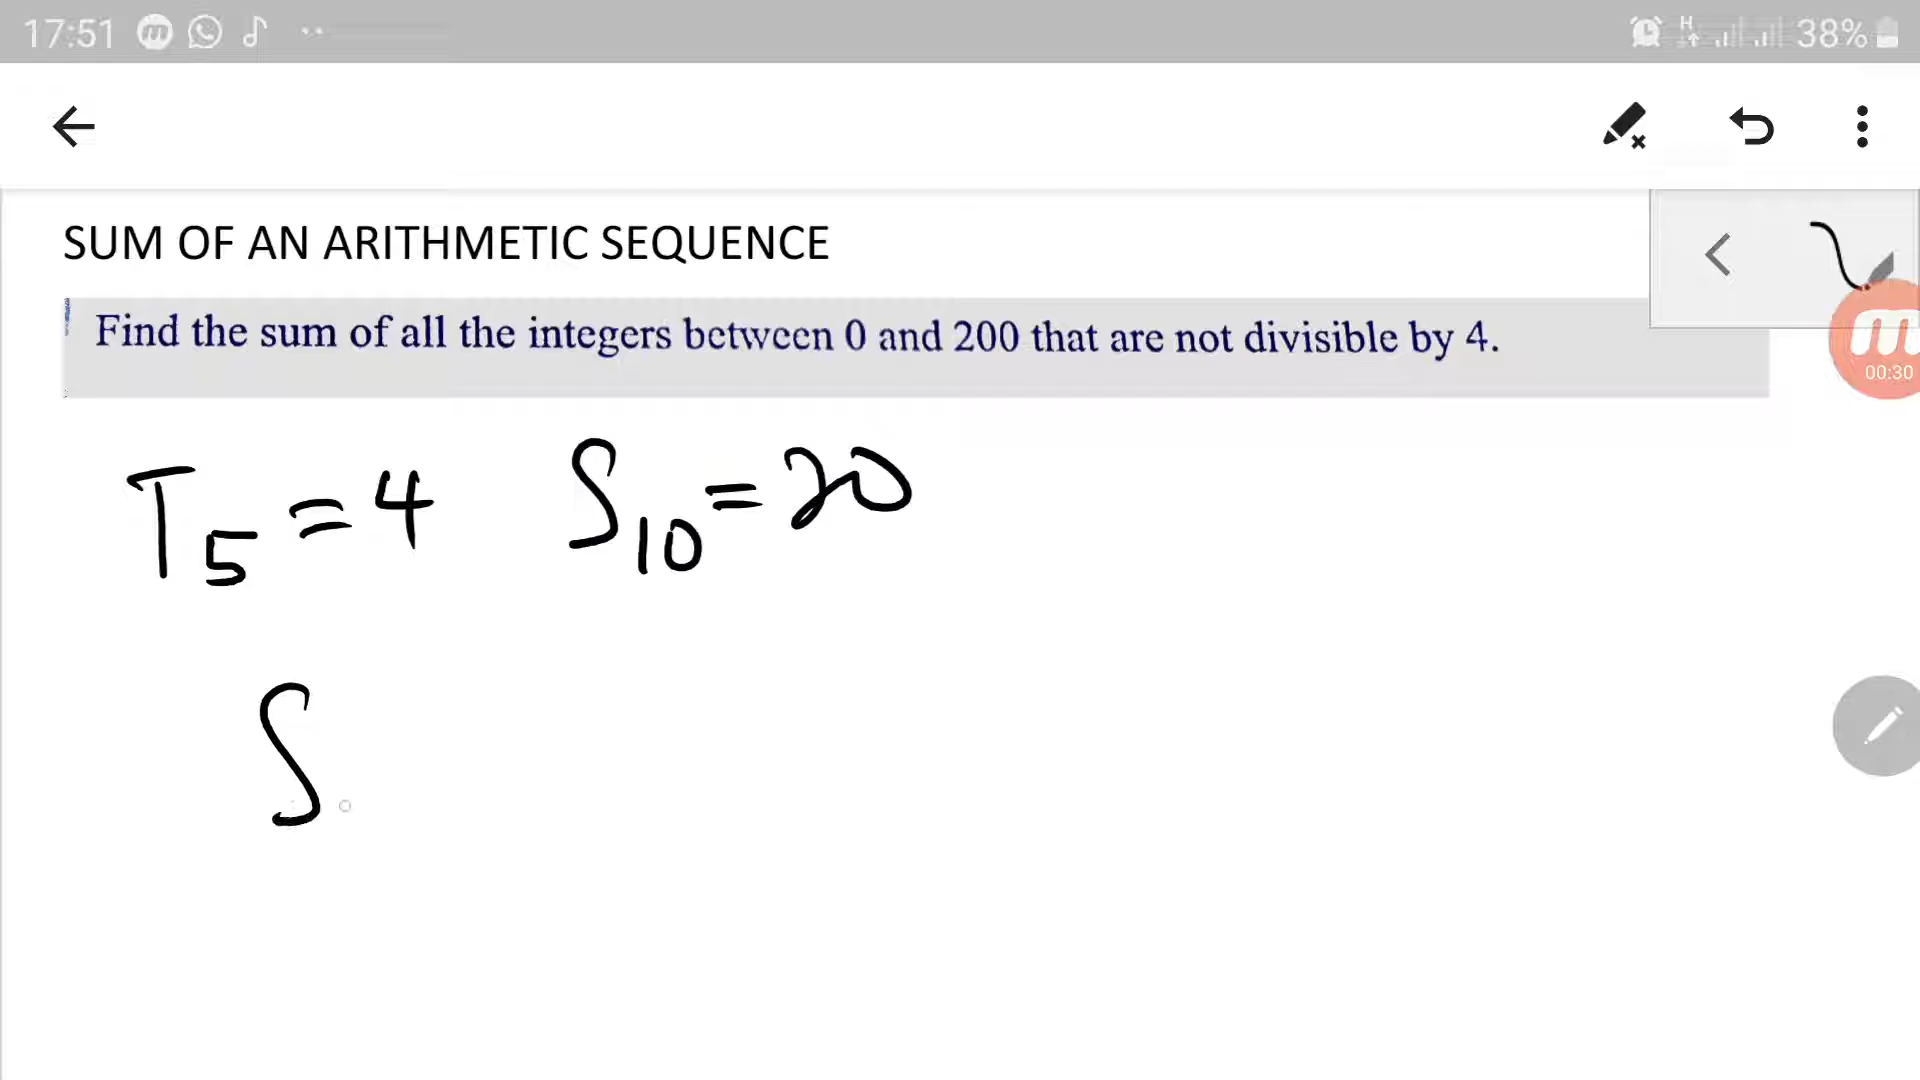 17:51 38%
SUM OF AN ARITHMETIC SEQUENCE
Find the sum of all the integers between 0 and 200 that are not divisible by 4.
00:30
T₅ = 4 S₁₀ = 20
S